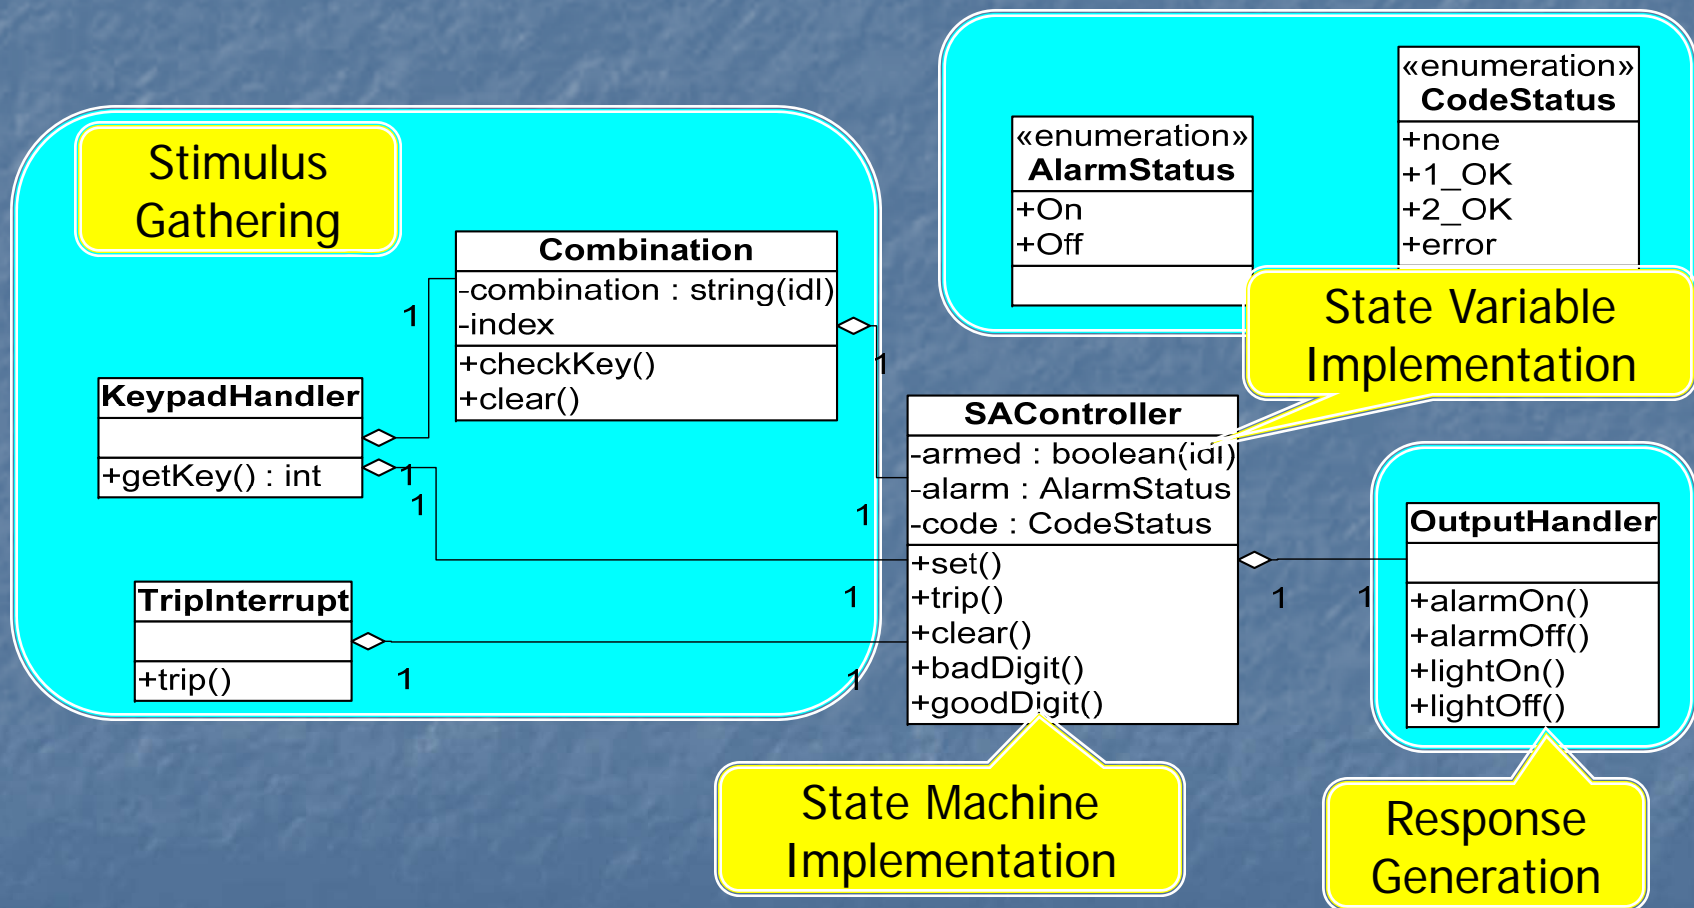 Stimulus
Gathering
Combination
-combination : string(idl)
-index
+checkKey()
+clear()
1
1
KeypadHandler
+getKey() : int
1
1
TripInterrupt
+trip()
1
«enumeration»
AlarmStatus
+On
+Off
«enumeration»
CodeStatus
+none
+1_OK
+2_OK
+error
State Variable
Implementation
SAController
-armed : boolean(idl)
-alarm : AlarmStatus
-code : CodeStatus
+set()
+trip()
+clear()
+badDigit()
+goodDigit()
1
1
1
1
1
OutputHandler
+alarmOn()
+alarmOff()
+lightOn()
+lightOff()
State Machine
Implementation
Response
Generation